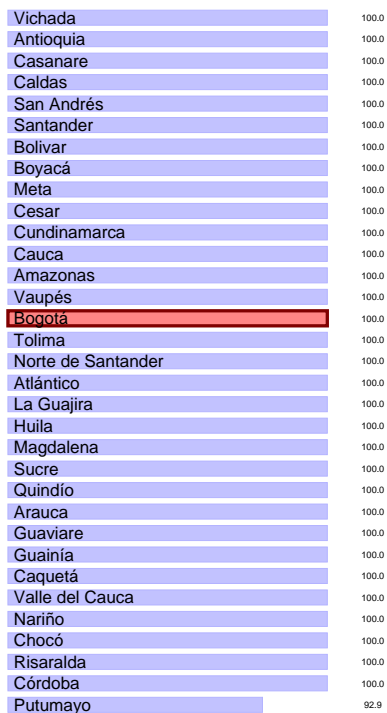 Vichada 100.0
Antioquia 100.0
Casanare 100.0
Caldas 100.0
San Andrés 100.0
Santander 100.0
Bolivar 100.0
Boyacá 100.0
Meta 100.0
Cesar 100.0
Cundinamarca 100.0
Cauca 100.0
Amazonas 100.0
Vaupés 100.0
Bogotá 100.0
Tolima 100.0
Norte de Santander 100.0
Atlántico 100.0
La Guajira 100.0
Huila 100.0
Magdalena 100.0
Sucre 100.0
Quindío 100.0
Arauca 100.0
Guaviare 100.0
Guainía 100.0
Caquetá 100.0
Valle del Cauca 100.0
Nariño 100.0
Chocó 100.0
Risaralda 100.0
Córdoba 100.0
Putumayo 92.9